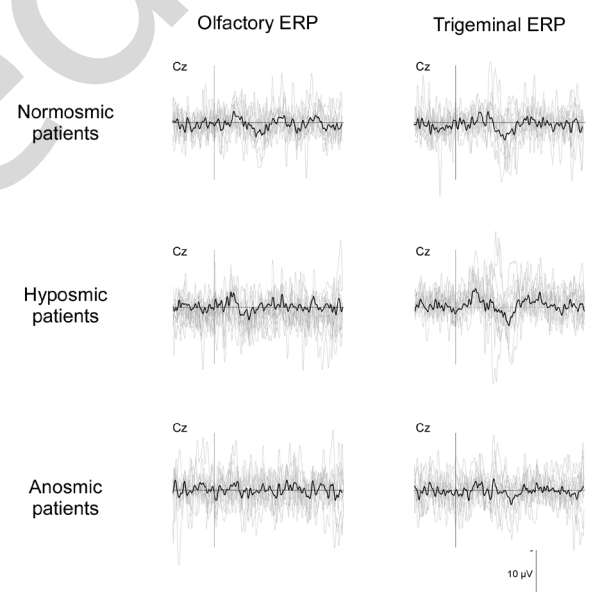 Olfactory ERP
Trigeminal ERP
Cz
Cz
Normosmic
patients
Cz
Cz
Hyposmic
patients
Cz
Cz
Anosmic
patients
10 µV